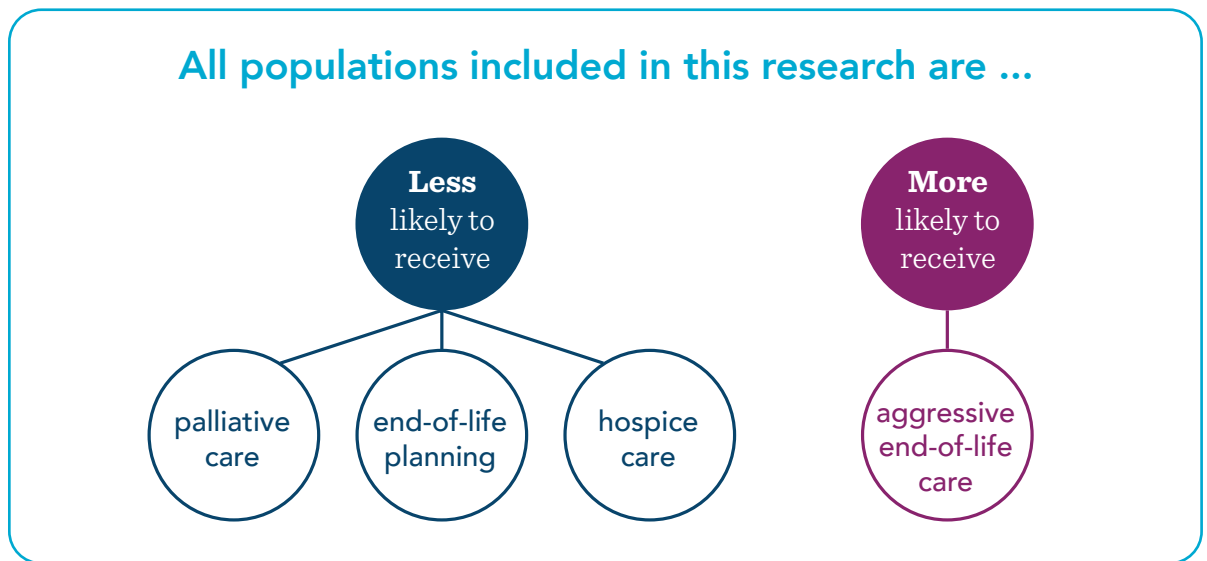 All populations included in this research are ...
Less
likely to
receive
More
likely to
receive
palliative
care
end-of-life
planning
hospice
care
aggressive
end-of-life
care